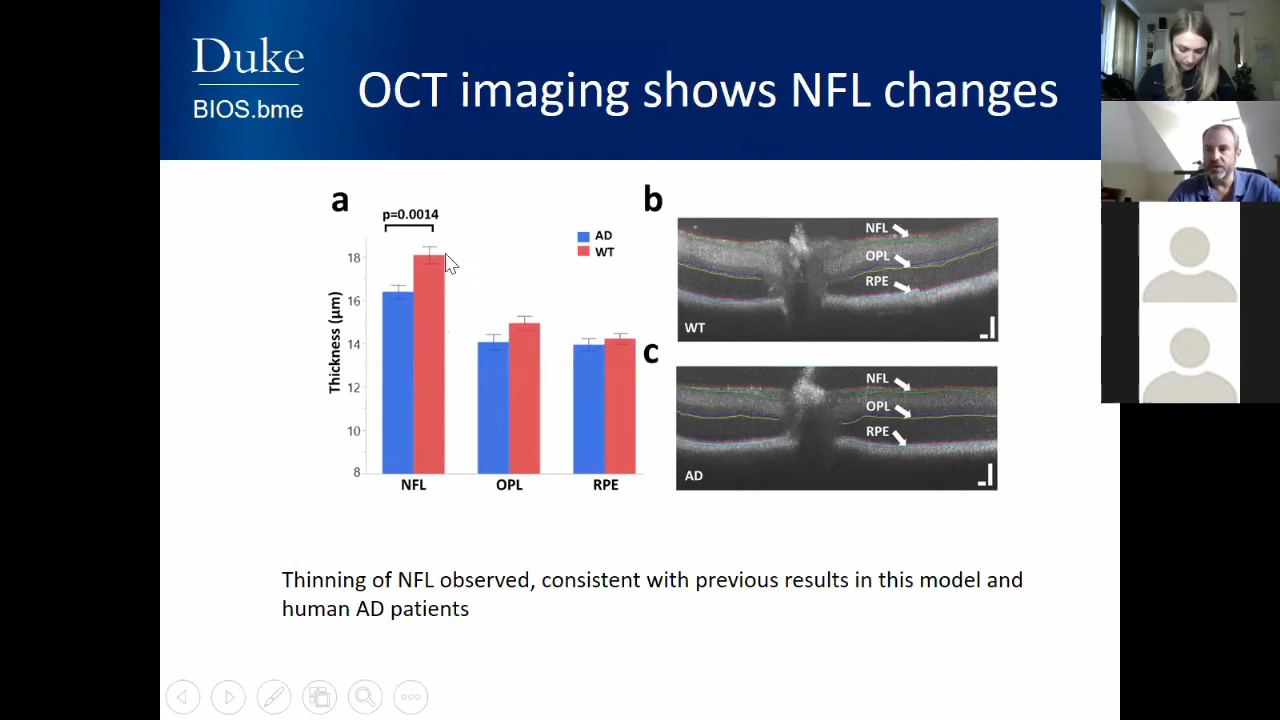 Duke
BIOS.bme
OCT imaging shows NFL changes
a
p=0.0014
AD
WT
Thickness (µm)
18
16
14
12
10
8
NFL
OPL
RPE
b
NFL
OPL
RPE
WT
c
NFL
OPL
RPE
AD
Thinning of NFL observed, consistent with previous results in this model and
human AD patients